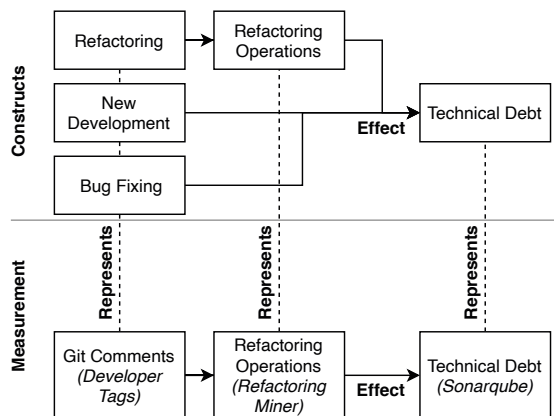 Constructs
Refactoring
Refactoring
Operations
New
Development
Bug Fixing
Effect
Technical Debt
Measurement
Represents
Represents
Represents
Git Comments
(Developer
Tags)
Refactoring
Operations
(Refactoring
Miner)
Effect
Technical Debt
(Sonarqube)